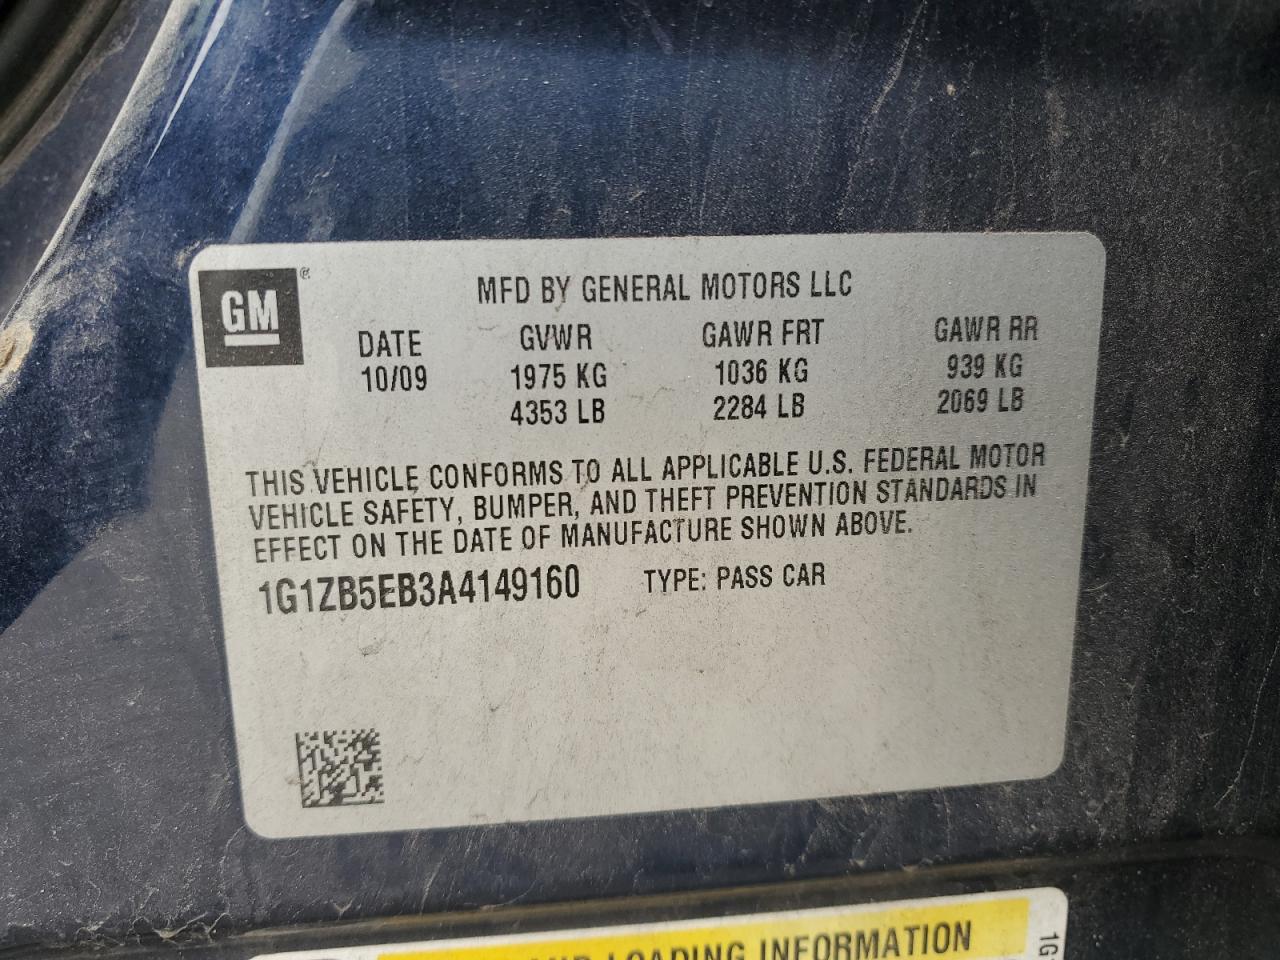 GM ®
MFD BY GENERAL MOTORS LLC
DATE GVWR GAWR FRT GAWR RR
10/09 1975 KG 1036 KG 939 KG
4353 LB 2284 LB 2069 LB
THIS VEHICLE CONFORMS TO ALL APPLICABLE U.S. FEDERAL MOTOR
VEHICLE SAFETY, BUMPER, AND THEFT PREVENTION STANDARDS IN
EFFECT ON THE DATE OF MANUFACTURE SHOWN ABOVE.
1G1ZB5EB3A4149160 TYPE: PASS CAR
LOADING INFORMATION